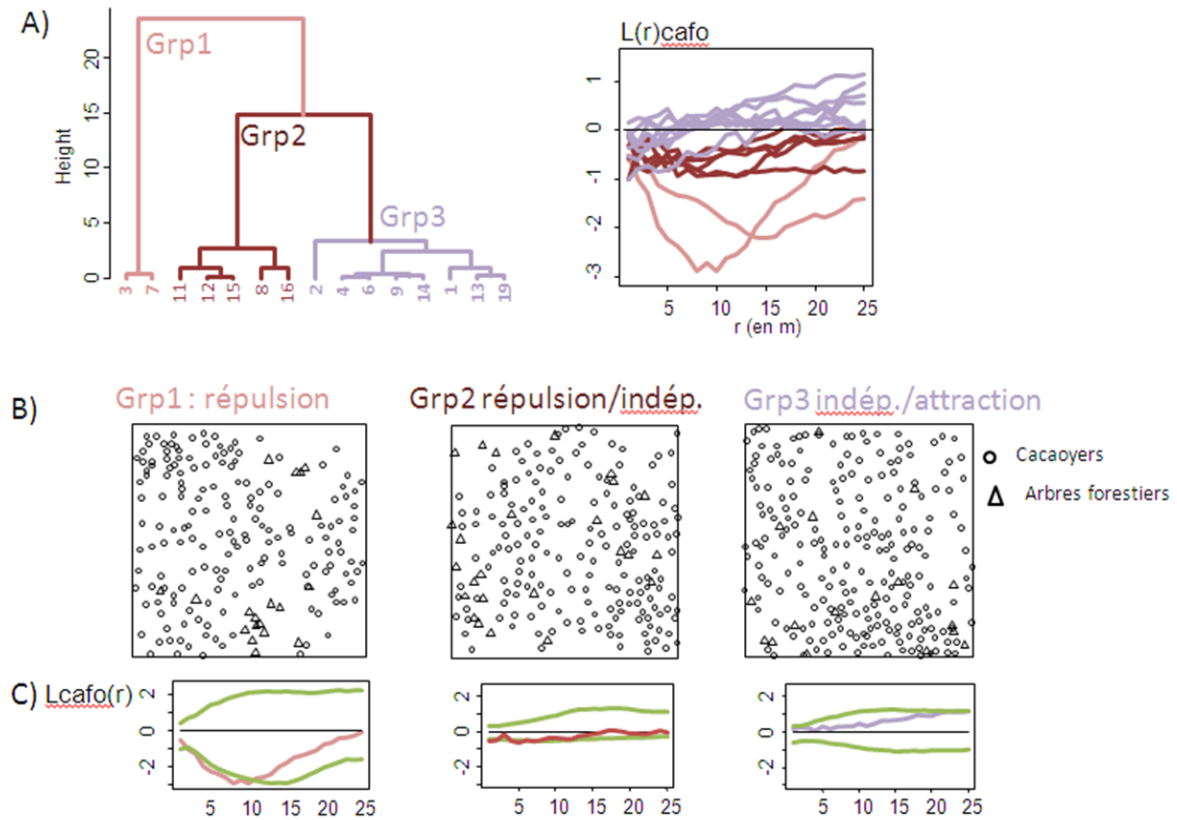 A)
Grp1
Grp2
Grp3
Height
0 5 10 15 20
3 7 11 12 15 8 16 2 4 6 9 14 1 13 19
L(r)cafo
1
0
-1
-2
-3
5 10 15 20 25
r (en m)
B)
Grp1 : répulsion
Grp2 répulsion/indép.
Grp3 indép./attraction
Cacaoyers
Arbres forestiers
C) Lcafo(r)
2
0
-2
5 10 15 20 25
2
0
-2
5 10 15 20 25
2
0
-2
5 10 15 20 25